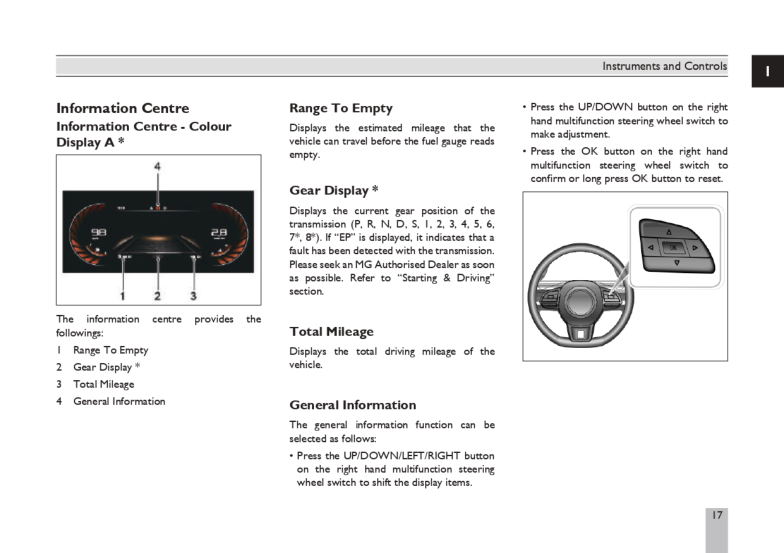 Instruments and Controls
1
Information Centre
Information Centre - Colour
Display A *
4
98
2.8
1 2 3
The information centre provides the
followings:
1 Range To Empty
2 Gear Display *
3 Total Mileage
4 General Information
Range To Empty
Displays the estimated mileage that the
vehicle can travel before the fuel gauge reads
empty.
Gear Display *
Displays the current gear position of the
transmission (P, R, N, D, S, 1, 2, 3, 4, 5, 6,
7*, 8*). If “EP” is displayed, it indicates that a
fault has been detected with the transmission.
Please seek an MG Authorised Dealer as soon
as possible. Refer to “Starting & Driving”
section.
Total Mileage
Displays the total driving mileage of the
vehicle.
General Information
The general information function can be
selected as follows:
• Press the UP/DOWN/LEFT/RIGHT button
on the right hand multifunction steering
wheel switch to shift the display items.
• Press the UP/DOWN button on the right
hand multifunction steering wheel switch to
make adjustment.
• Press the OK button on the right hand
multifunction steering wheel switch to
confirm or long press OK button to reset.
OK
17